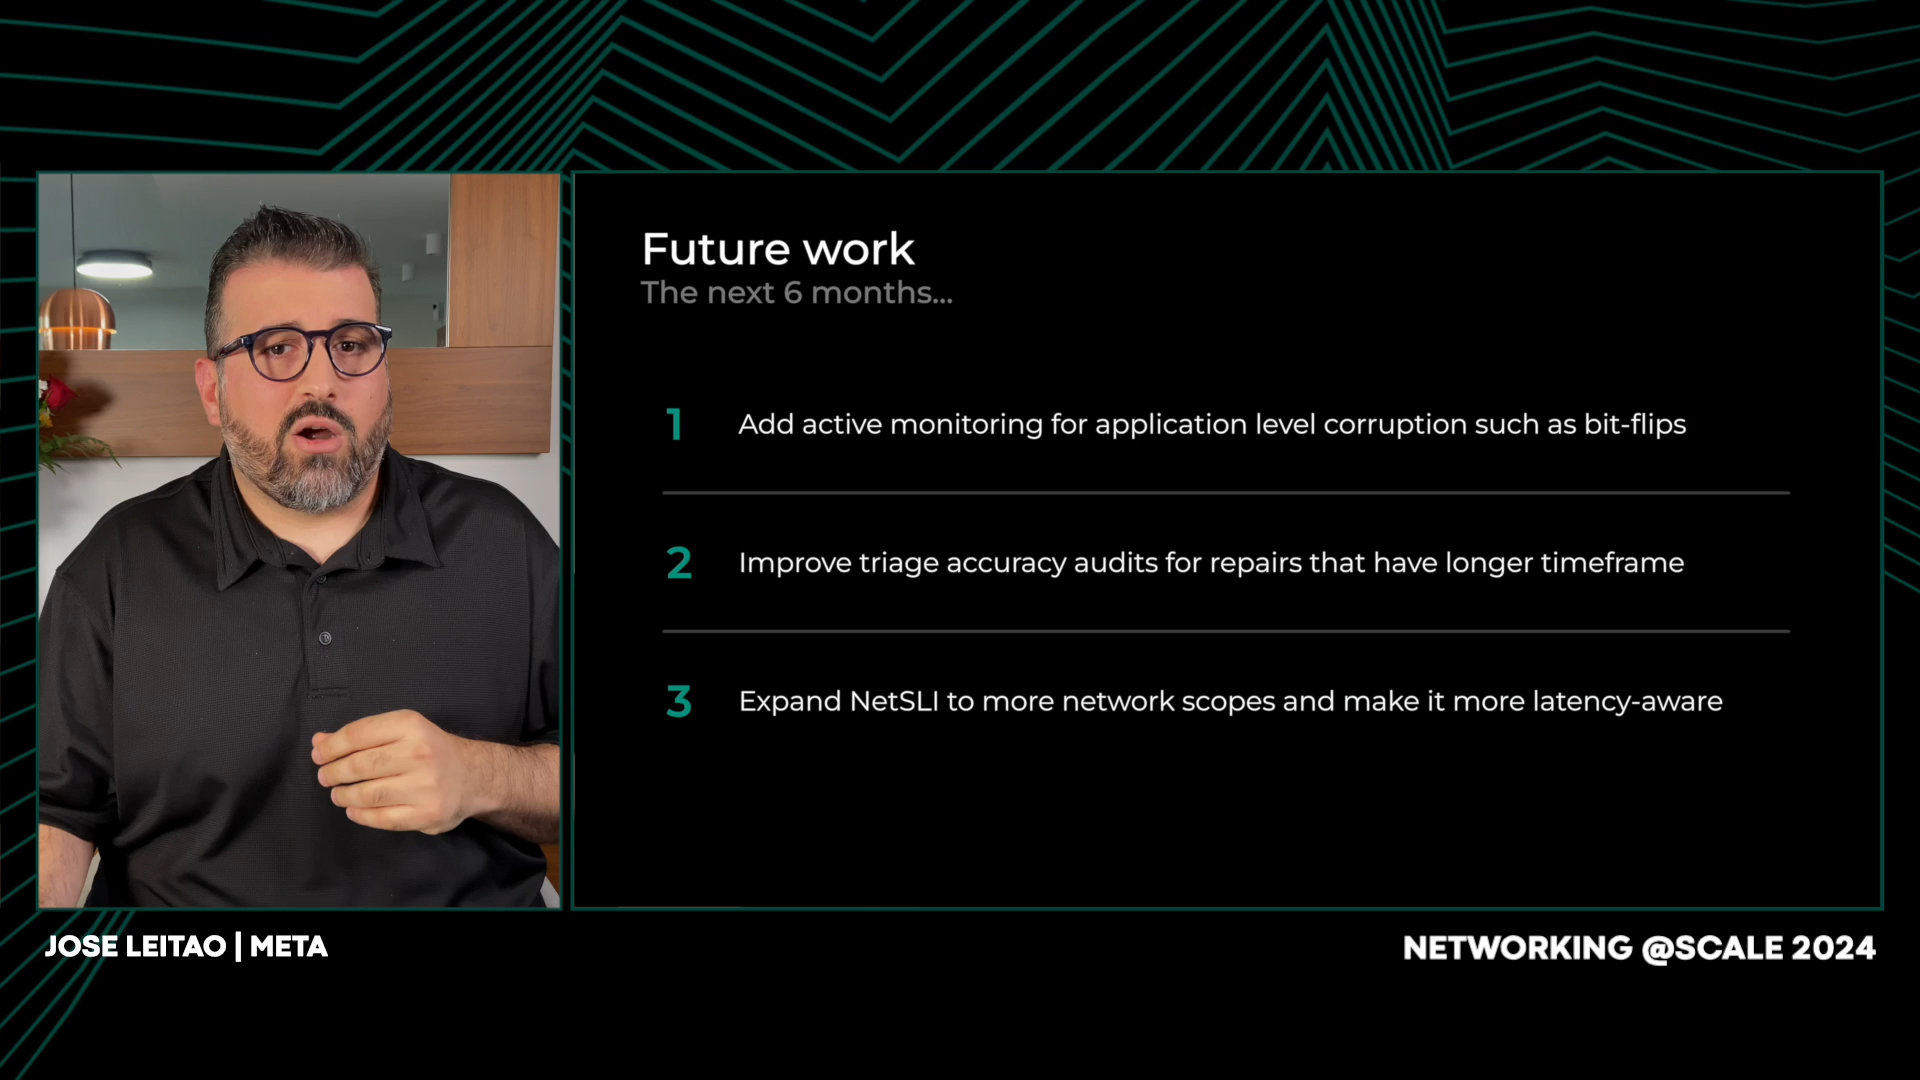 Future work
The next 6 months...
1 Add active monitoring for application level corruption such as bit-flips
2 Improve triage accuracy audits for repairs that have longer timeframe
3 Expand NetSLI to more network scopes and make it more latency-aware
JOSE LEITAO | META
NETWORKING @SCALE 2024